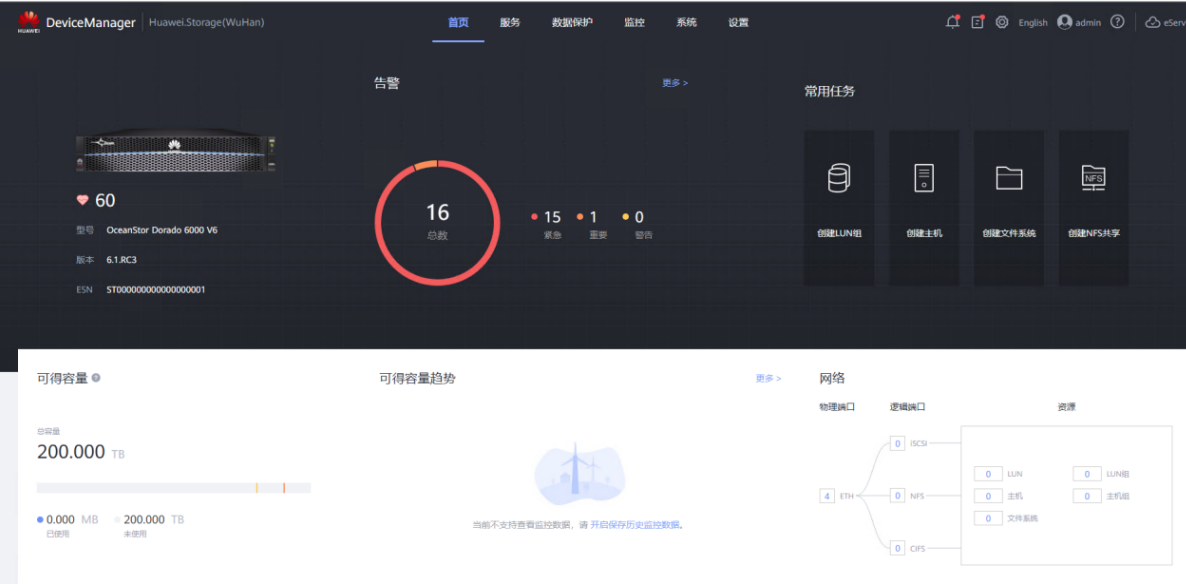 HUAWEI DeviceManager Huawei.Storage(WuHan) 首页 服务 数据保护 监控 系统 设置 English admin eServ
告警 更多 >
常用任务
60
型号 OceanStor Dorado 6000 V6
版本 6.1.RC3
ESN ST000000000000000001
16
总数
15 1 0
紧急 重要 警告
创建LUN组 创建主机 创建文件系统 创建NFS共享
NFS
可得容量
总容量
200.000 TB
0.000 MB 200.000 TB
已使用 未使用
可得容量趋势 更多 >
当前不支持查看监控数据，请 开启保存历史监控数据。
网络
物理端口 逻辑端口 资源
0 iSCSI
4 ETH 0 NFS
0 CIFS
0 LUN 0 LUN组
0 主机 0 主机组
0 文件系统